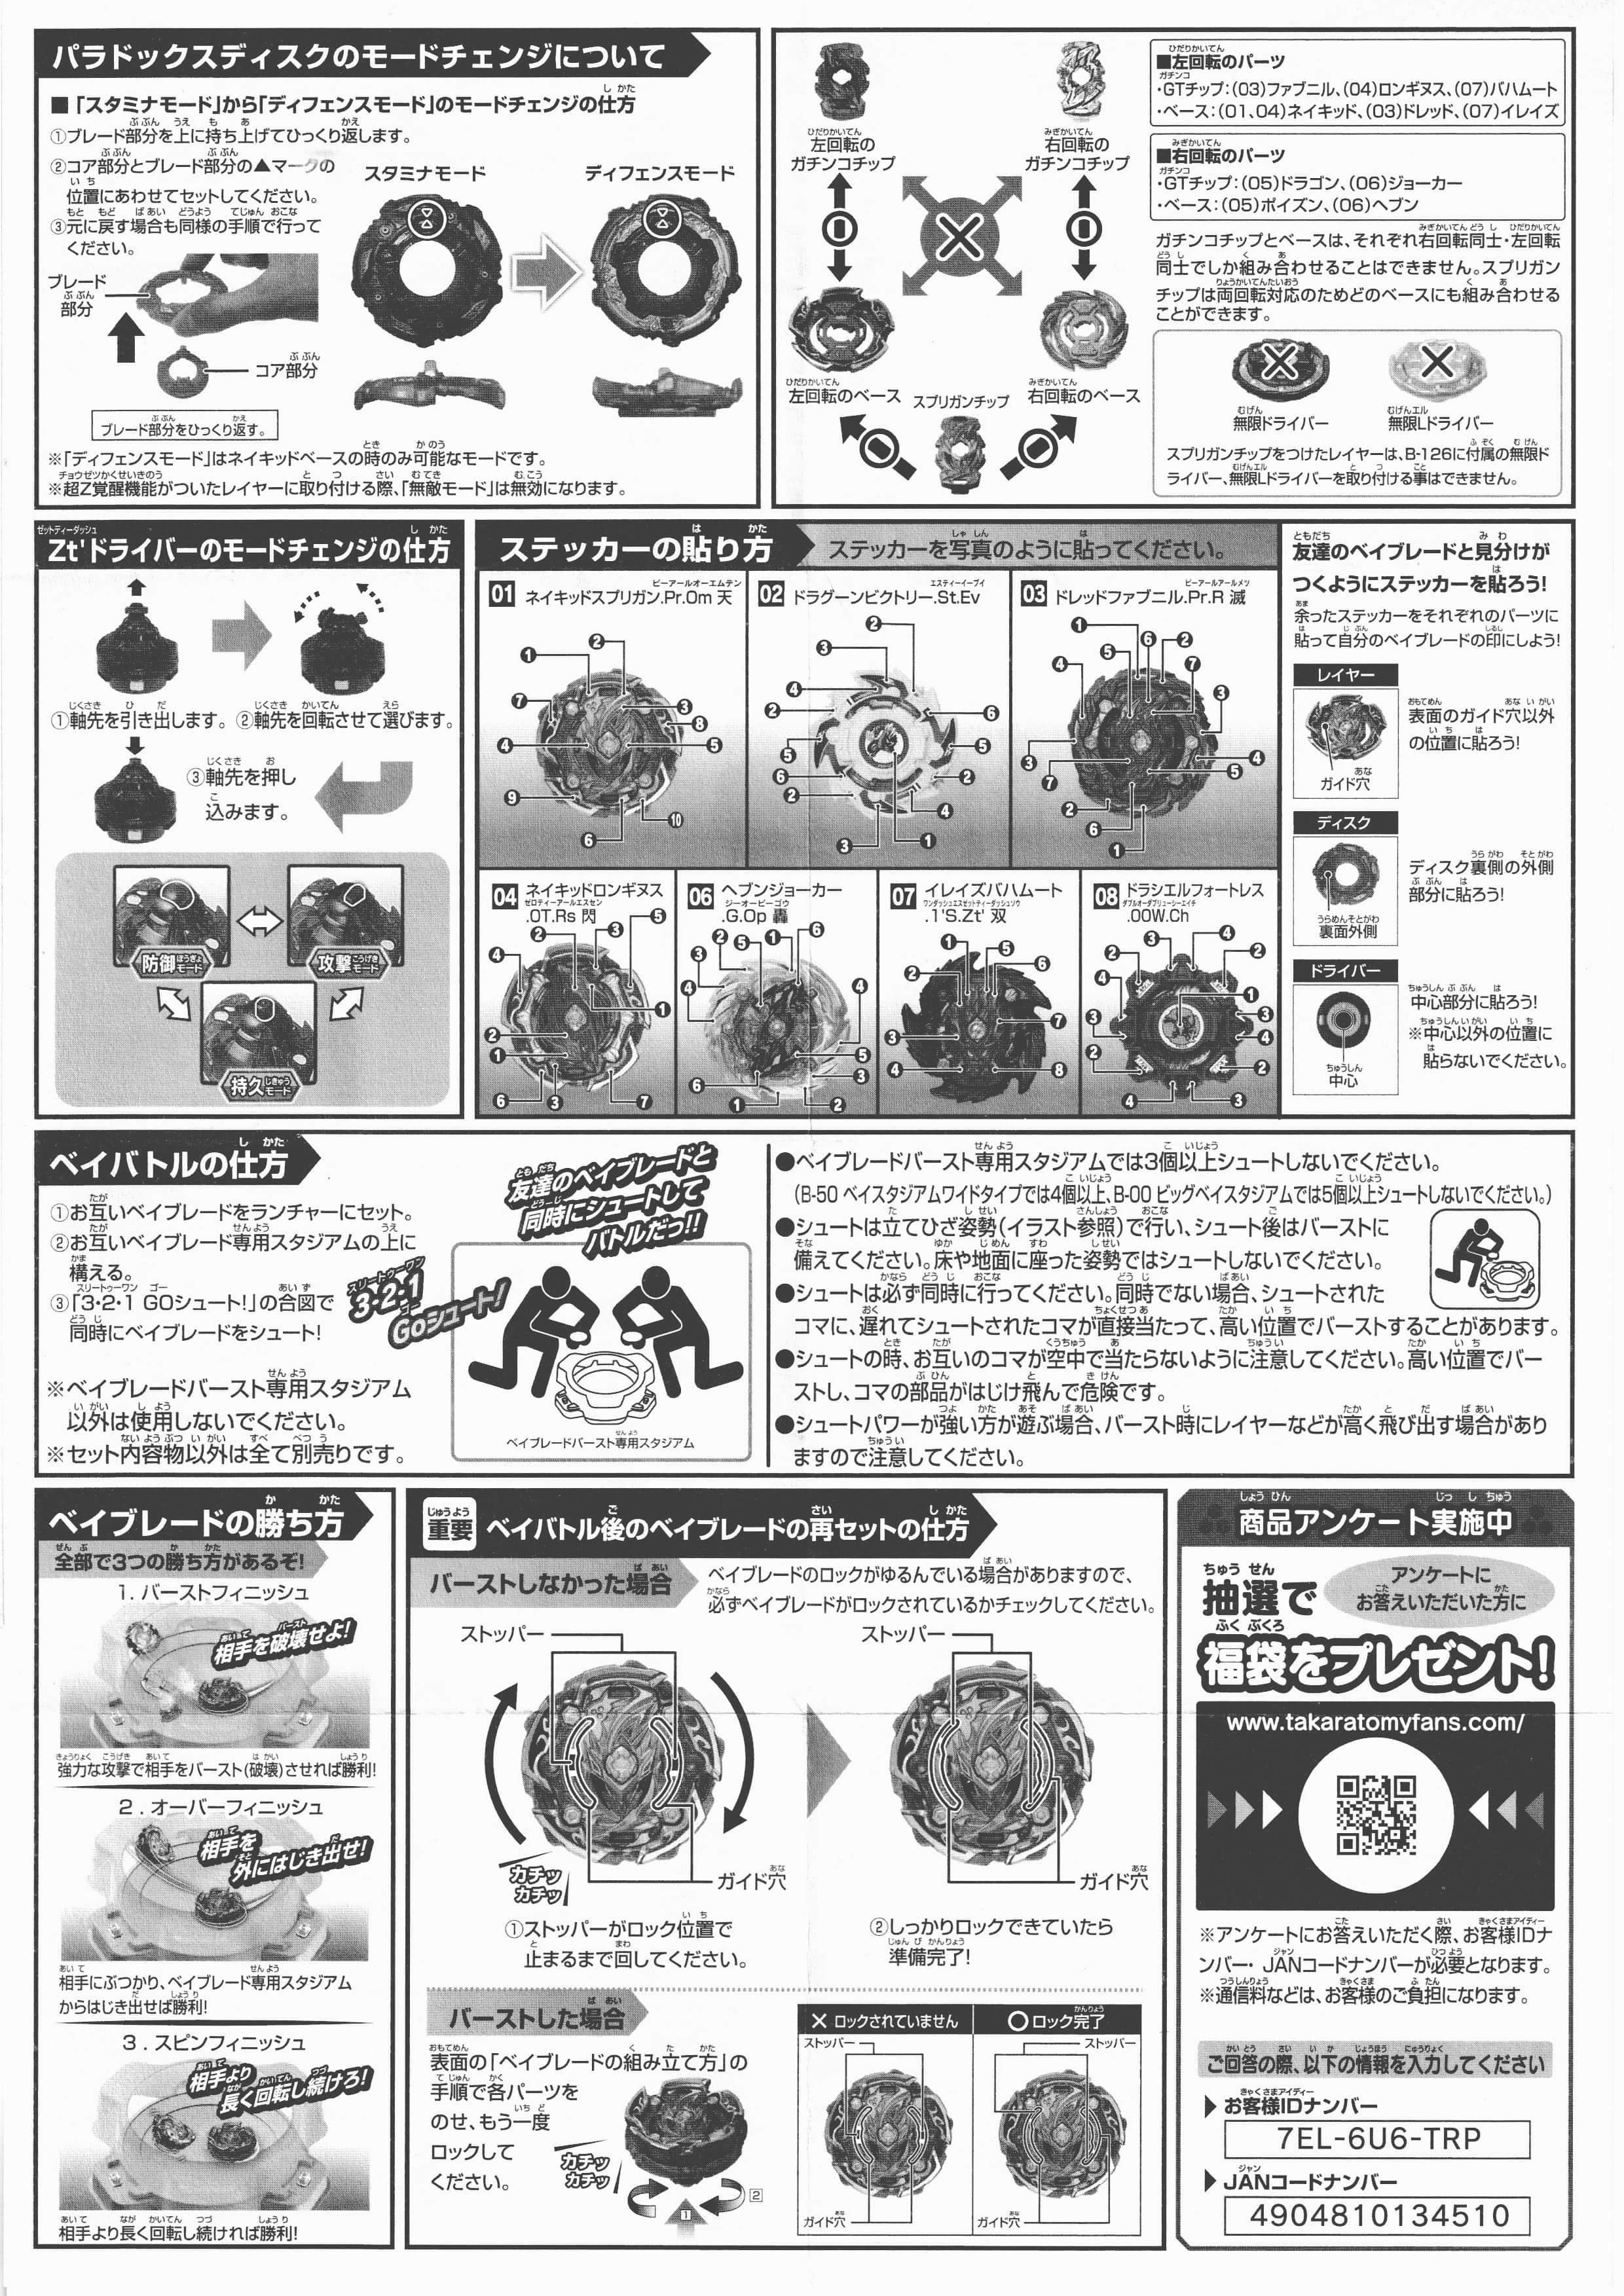 パラドックスディスクのモードチェンジについて
■「スタミナモード」から「ディフェンスモード」のモードチェンジの仕方
①ブレード部分を上に持ち上げてひっくり返します。
②コア部分とブレード部分の▲マークの
位置にあわせてセットしてください。
③元に戻す場合も同様の手順で行って
ください。
スタミナモード
ディフェンスモード
ブレード
部分
コア部分
ブレード部分をひっくり返す。
※「ディフェンスモード」はネイキッドベースの時のみ可能なモードです。
※超Z覚醒機能がついたレイヤーに取り付ける際、「無敵モード」は無効になります。
左回転の
ガチンコチップ
右回転の
ガチンコチップ
左回転のベース
スプリガンチップ
右回転のベース
■左回転のパーツ
・GTチップ:(03)ファブニル、(04)ロンギヌス、(07)バハムート
・ベース:(01、04)ネイキッド、(03)ドレッド、(07)イレイズ
■右回転のパーツ
・GTチップ:(05)ドラゴン、(06)ジョーカー
・ベース:(05)ポイズン、(06)ヘブン
ガチンコチップとベースは、それぞれ右回転同士・左回転
同士でしか組み合わせることはできません。スプリガン
チップは両回転対応のためどのベースにも組み合わせる
ことができます。
無限ドライバー
無限Lドライバー
スプリガンチップをつけたレイヤーは、B-126に付属の無限ド
ライバー、無限Lドライバーを取り付ける事はできません。
Zt'ドライバーのモードチェンジの仕方
①軸先を引き出します。
②軸先を回転させて選びます。
③軸先を押し
込みます。
防御モード
攻撃モード
持久モード
ステッカーの貼り方
ステッカーを写真のように貼ってください。
01 ネイキッドスプリガン.Pr.Om 天
02 ドラグーンビクトリー.St.Ev
03 ドレッドファブニル.Pr.R 滅
04 ネイキッドロンギヌス
.0T.Rs 閃
06 ヘブンジョーカー
.G.Op 轟
07 イレイズバハムート
.1'S.Zt' 双
08 ドラシエルフォートレス
.00W.Ch
友達のベイブレードと見分けが
つくようにステッカーを貼ろう!
余ったステッカーをそれぞれのパーツに
貼って自分のベイブレードの印にしよう!
レイヤー
ガイド穴
表面のガイド穴以外
の位置に貼ろう!
ディスク
裏面外側
ディスク裏側の外側
部分に貼ろう!
ドライバー
中心
中心部分に貼ろう!
※中心以外の位置に
貼らないでください。
ベイバトルの仕方
①お互いベイブレードをランチャーにセット。
②お互いベイブレード専用スタジアムの上に
構える。
③「3・2・1 GOシュート!」の合図で
同時にベイブレードをシュート!
※ベイブレードバースト専用スタジアム
以外は使用しないでください。
※セット内容物以外は全て別売りです。
友達のベイブレードと
同時にシュートして
バトルだっ!!
3・2・1
Goシュート!
ベイブレードバースト専用スタジアム
●ベイブレードバースト専用スタジアムでは3個以上シュートしないでください。
(B-50 ベイスタジアムワイドタイプでは4個以上、B-00 ビッグベイスタジアムでは5個以上シュートしないでください。)
●シュートは立てひざ姿勢(イラスト参照)で行い、シュート後はバーストに
備えてください。床や地面に座った姿勢ではシュートしないでください。
●シュートは必ず同時に行ってください。同時でない場合、シュートされた
コマに、遅れてシュートされたコマが直接当たって、高い位置でバーストすることがあります。
●シュートの時、お互いのコマが空中で当たらないように注意してください。高い位置でバー
ストし、コマの部品がはじけ飛んで危険です。
●シュートパワーが強い方が遊ぶ場合、バースト時にレイヤーなどが高く飛び出す場合があり
ますので注意してください。
ベイブレードの勝ち方
全部で3つの勝ち方があるぞ!
1. バーストフィニッシュ
相手を破壊せよ!
強力な攻撃で相手をバースト(破壊)させれば勝利!
2. オーバーフィニッシュ
相手を
外にはじき出せ!
相手にぶつかり、ベイブレード専用スタジアム
からはじき出せば勝利!
3. スピンフィニッシュ
相手より
長く回転し続けろ!
相手より長く回転し続ければ勝利!
重要 ベイバトル後のベイブレードの再セットの仕方
バーストしなかった場合
ベイブレードのロックがゆるんでいる場合がありますので、
必ずベイブレードがロックされているかチェックしてください。
ストッパー
ストッパー
カチッ
カチッ
ガイド穴
ガイド穴
①ストッパーがロック位置で
止まるまで回してください。
②しっかりロックできていたら
準備完了!
バーストした場合
表面の「ベイブレードの組み立て方」の
手順で各パーツを
のせ、もう一度
ロックして
ください。
カチッ
カチッ
1
2
× ロックされていません
○ ロック完了
ストッパー
ストッパー
ガイド穴
ガイド穴
商品アンケート実施中
アンケートに
お答えいただいた方に
抽選で
福袋をプレゼント!
www.takaratomyfans.com/
※アンケートにお答えいただく際、お客様IDナ
ンバー・JANコードナンバーが必要となります。
※通信料などは、お客様のご負担になります。
ご回答の際、以下の情報を入力してください
▶お客様IDナンバー
7EL-6U6-TRP
▶JANコードナンバー
4904810134510